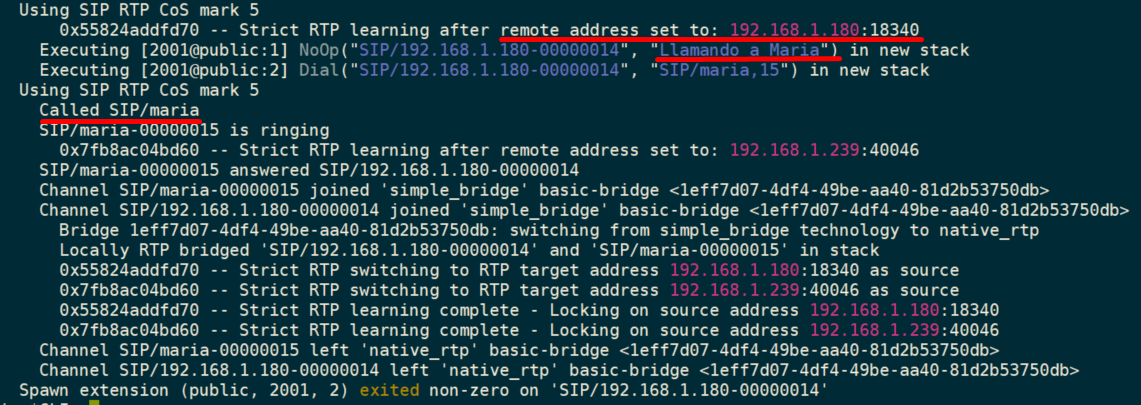 Using SIP RTP CoS mark 5
0x55824addfd70 -- Strict RTP learning after remote address set to: 192.168.1.180:18340
Executing [2001@public:1] NoOp("SIP/192.168.1.180-00000014", "Llamando a Maria") in new stack
Executing [2001@public:2] Dial("SIP/192.168.1.180-00000014", "SIP/maria,15") in new stack
Using SIP RTP CoS mark 5
Called SIP/maria
SIP/maria-00000015 is ringing
0x7fb8ac04bd60 -- Strict RTP learning after remote address set to: 192.168.1.239:40046
SIP/maria-00000015 answered SIP/192.168.1.180-00000014
Channel SIP/maria-00000015 joined 'simple_bridge' basic-bridge <1eff7d07-4df4-49be-aa40-81d2b53750db>
Channel SIP/192.168.1.180-00000014 joined 'simple_bridge' basic-bridge <1eff7d07-4df4-49be-aa40-81d2b53750db>
Bridge 1eff7d07-4df4-49be-aa40-81d2b53750db: switching from simple_bridge technology to native_rtp
Locally RTP bridged 'SIP/192.168.1.180-00000014' and 'SIP/maria-00000015' in stack
0x55824addfd70 -- Strict RTP switching to RTP target address 192.168.1.180:18340 as source
0x7fb8ac04bd60 -- Strict RTP switching to RTP target address 192.168.1.239:40046 as source
0x55824addfd70 -- Strict RTP learning complete - Locking on source address 192.168.1.180:18340
0x7fb8ac04bd60 -- Strict RTP learning complete - Locking on source address 192.168.1.239:40046
Channel SIP/maria-00000015 left 'native_rtp' basic-bridge <1eff7d07-4df4-49be-aa40-81d2b53750db>
Channel SIP/192.168.1.180-00000014 left 'native_rtp' basic-bridge <1eff7d07-4df4-49be-aa40-81d2b53750db>
Spawn extension (public, 2001, 2) exited non-zero on 'SIP/192.168.1.180-00000014'